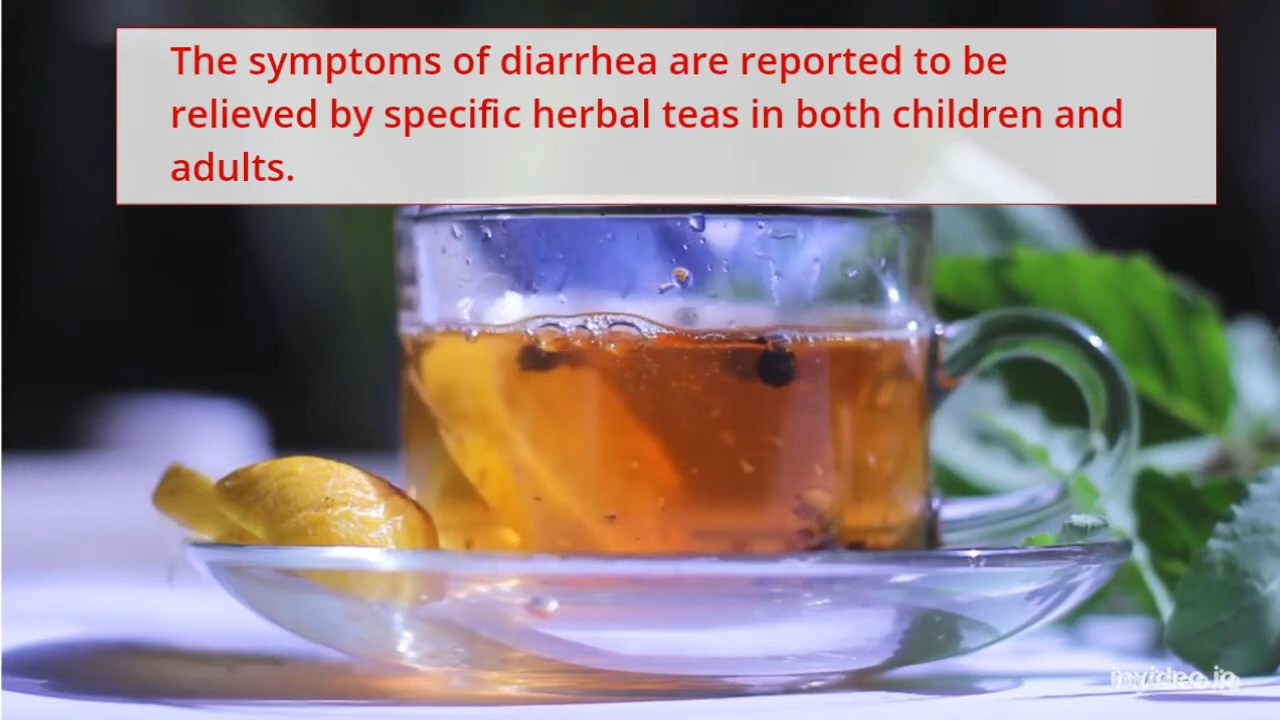 The symptoms of diarrhea are reported to be
relieved by specific herbal teas in both children and
adults.
invideo.io